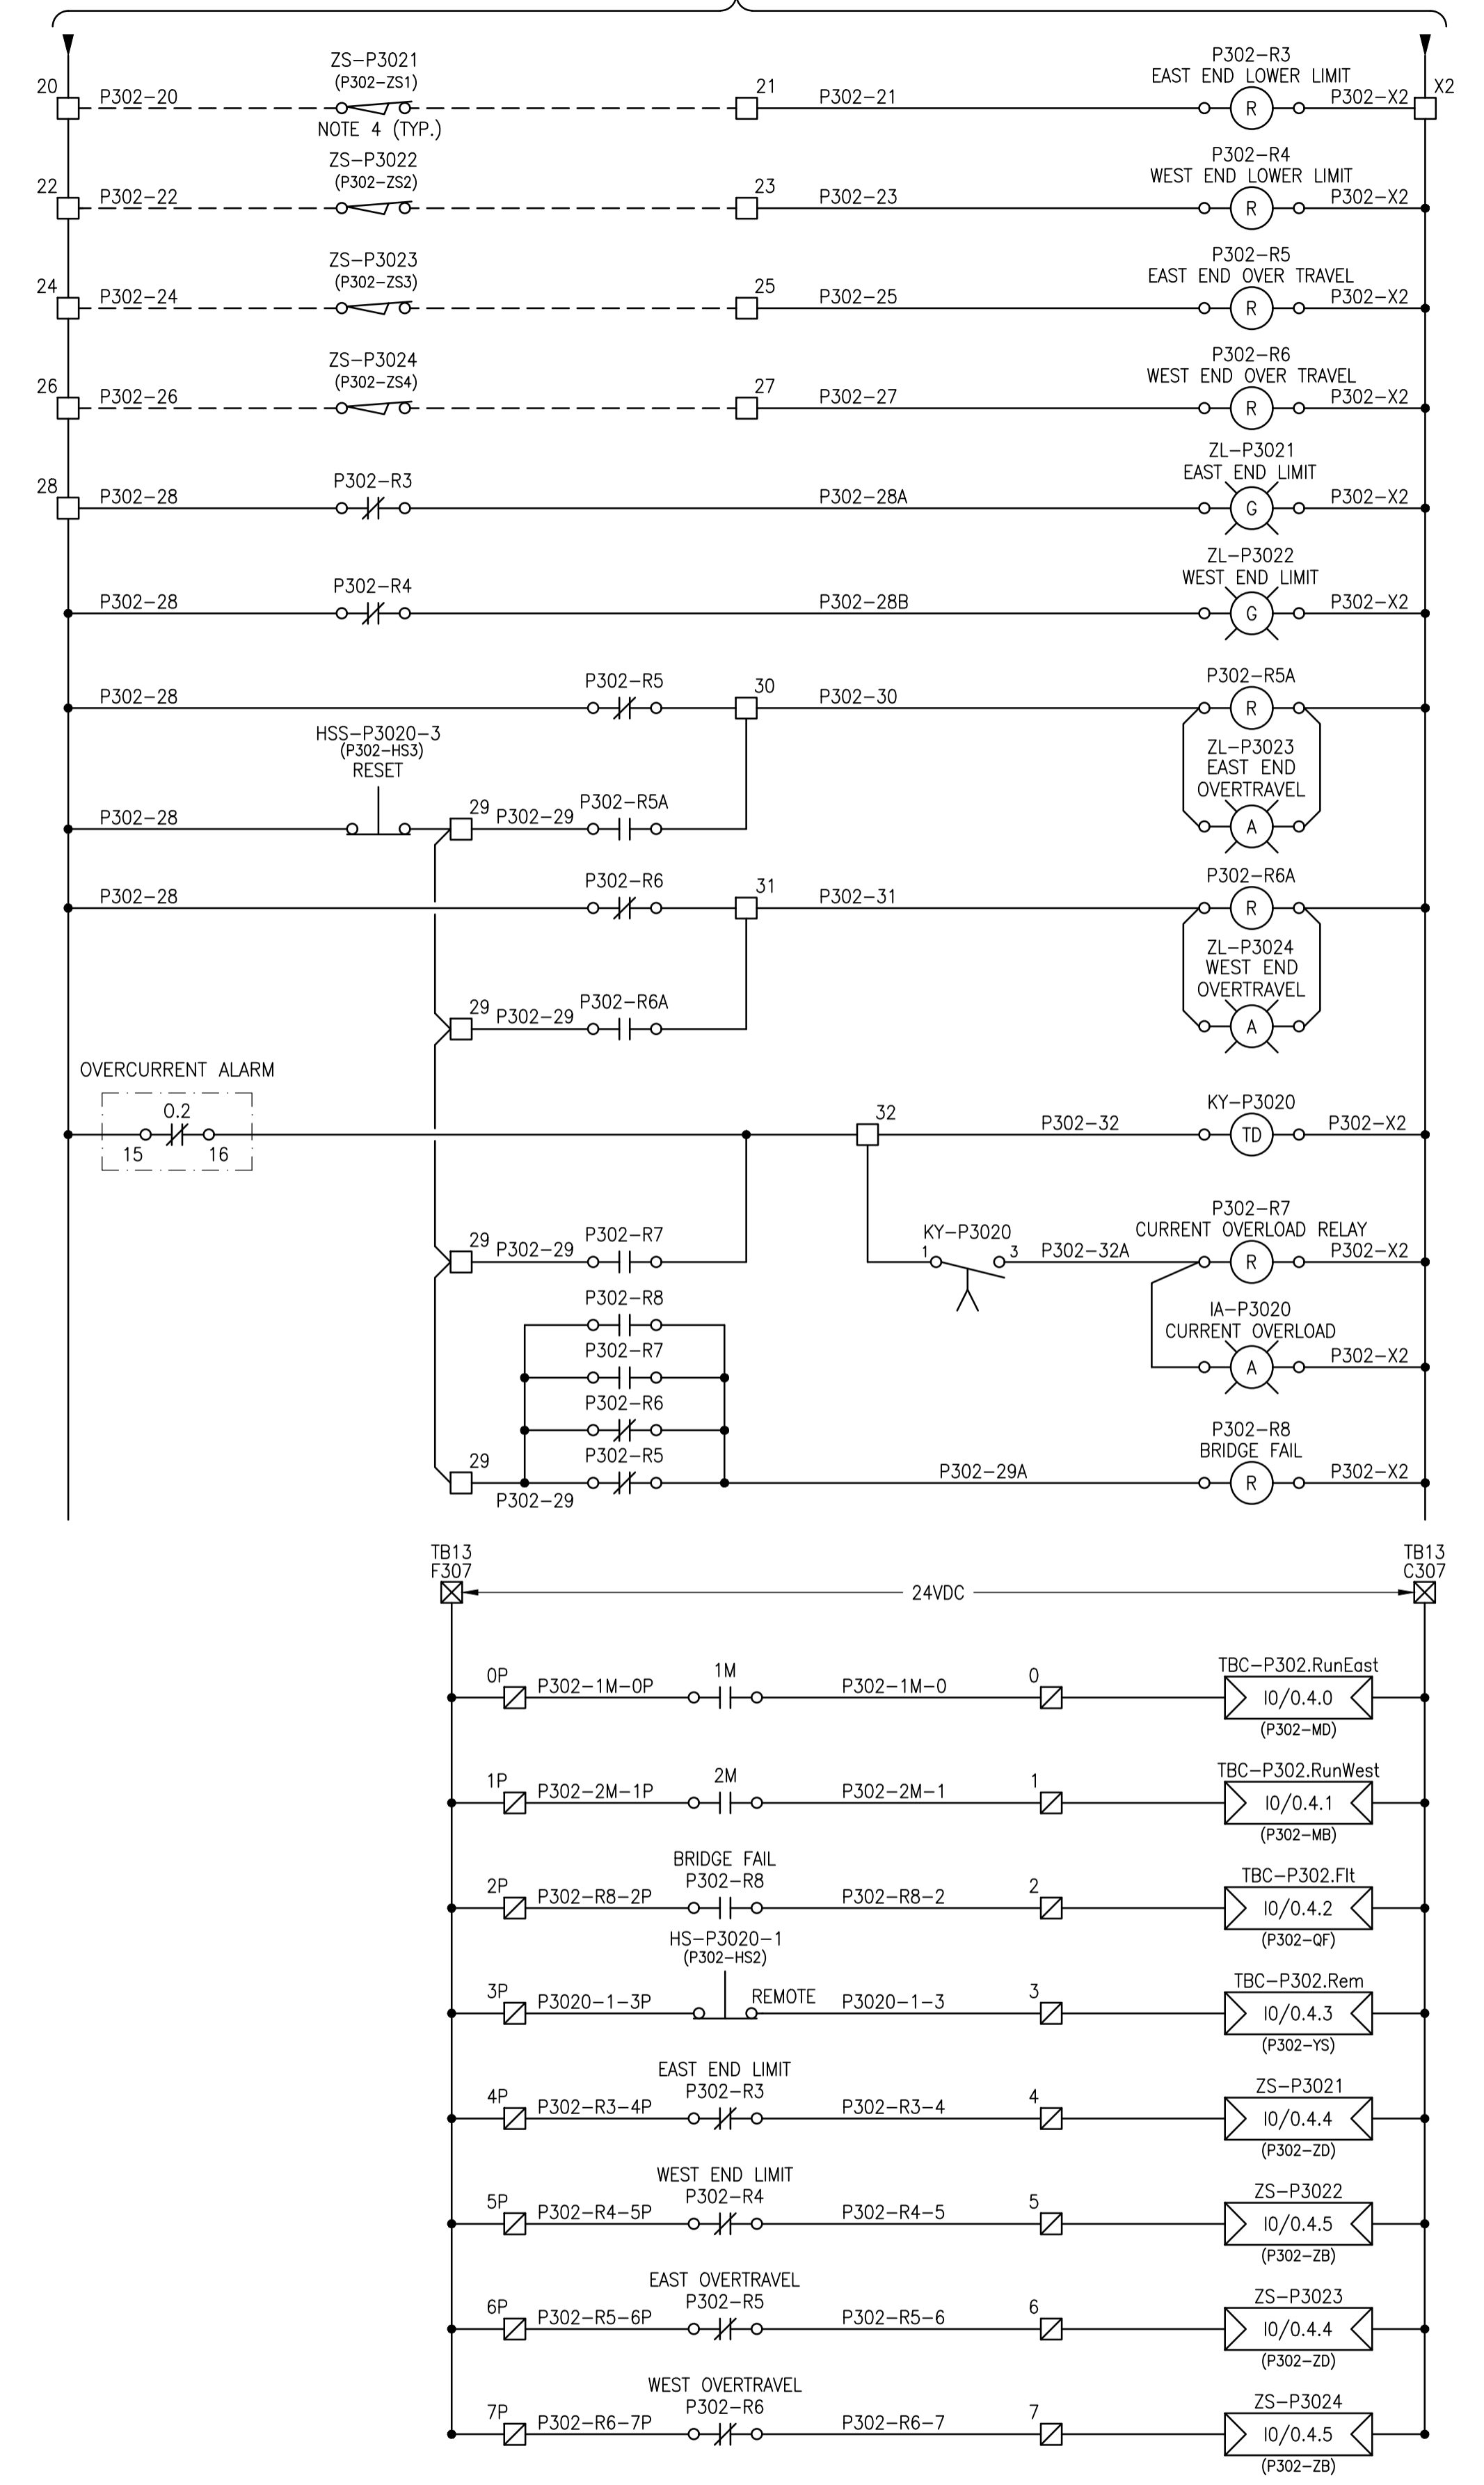 ZS-P3021
(P302-ZS1)
P302-R3
EAST END LOWER LIMIT
20 P302-20 21 P302-21 R P302-X2 X2
NOTE 4 (TYP.)
ZS-P3022
(P302-ZS2)
P302-R4
WEST END LOWER LIMIT
22 P302-22 23 P302-23 R P302-X2
ZS-P3023
(P302-ZS3)
P302-R5
EAST END OVER TRAVEL
24 P302-24 25 P302-25 R P302-X2
ZS-P3024
(P302-ZS4)
P302-R6
WEST END OVER TRAVEL
26 P302-26 27 P302-27 R P302-X2
ZL-P3021
EAST END LIMIT
28 P302-28 P302-R3 P302-28A G P302-X2
ZL-P3022
WEST END LIMIT
P302-28 P302-R4 P302-28B G P302-X2
P302-28 P302-R5 30 P302-30 P302-R5A R
HSS-P3020-3
(P302-HS3)
RESET
ZL-P3023
EAST END
OVERTRAVEL
P302-28 29 P302-29 P302-R5A A
P302-28 P302-R6 31 P302-31 P302-R6A R
ZL-P3024
WEST END
OVERTRAVEL
29 P302-29 P302-R6A A
OVERCURRENT ALARM
0.2
15 16
32 P302-32 KY-P3020 TD P302-X2
P302-R7
CURRENT OVERLOAD RELAY
29 P302-29 P302-R7 KY-P3020 1 3 P302-32A R P302-X2
P302-R8
IA-P3020
CURRENT OVERLOAD
P302-R7 A P302-X2
P302-R6
P302-R8
BRIDGE FAIL
29 P302-29 P302-R5 P302-29A R P302-X2
TB13
F307
24VDC
TB13
C307
TBC-P302.RunEast
0P P302-1M-0P 1M P302-1M-0 0 I0/0.4.0
(P302-MD)
TBC-P302.RunWest
1P P302-2M-1P 2M P302-2M-1 1 I0/0.4.1
(P302-MB)
BRIDGE FAIL
TBC-P302.Flt
2P P302-R8-2P P302-R8 P302-R8-2 2 I0/0.4.2
(P302-QF)
HS-P3020-1
(P302-HS2)
TBC-P302.Rem
3P P3020-1-3P REMOTE P3020-1-3 3 I0/0.4.3
(P302-YS)
EAST END LIMIT
ZS-P3021
4P P302-R3-4P P302-R3 P302-R3-4 4 I0/0.4.4
(P302-ZD)
WEST END LIMIT
ZS-P3022
5P P302-R4-5P P302-R4 P302-R4-5 5 I0/0.4.5
(P302-ZB)
EAST OVERTRAVEL
ZS-P3023
6P P302-R5-6P P302-R5 P302-R5-6 6 I0/0.4.4
(P302-ZD)
WEST OVERTRAVEL
ZS-P3024
7P P302-R6-7P P302-R6 P302-R6-7 7 I0/0.4.5
(P302-ZB)